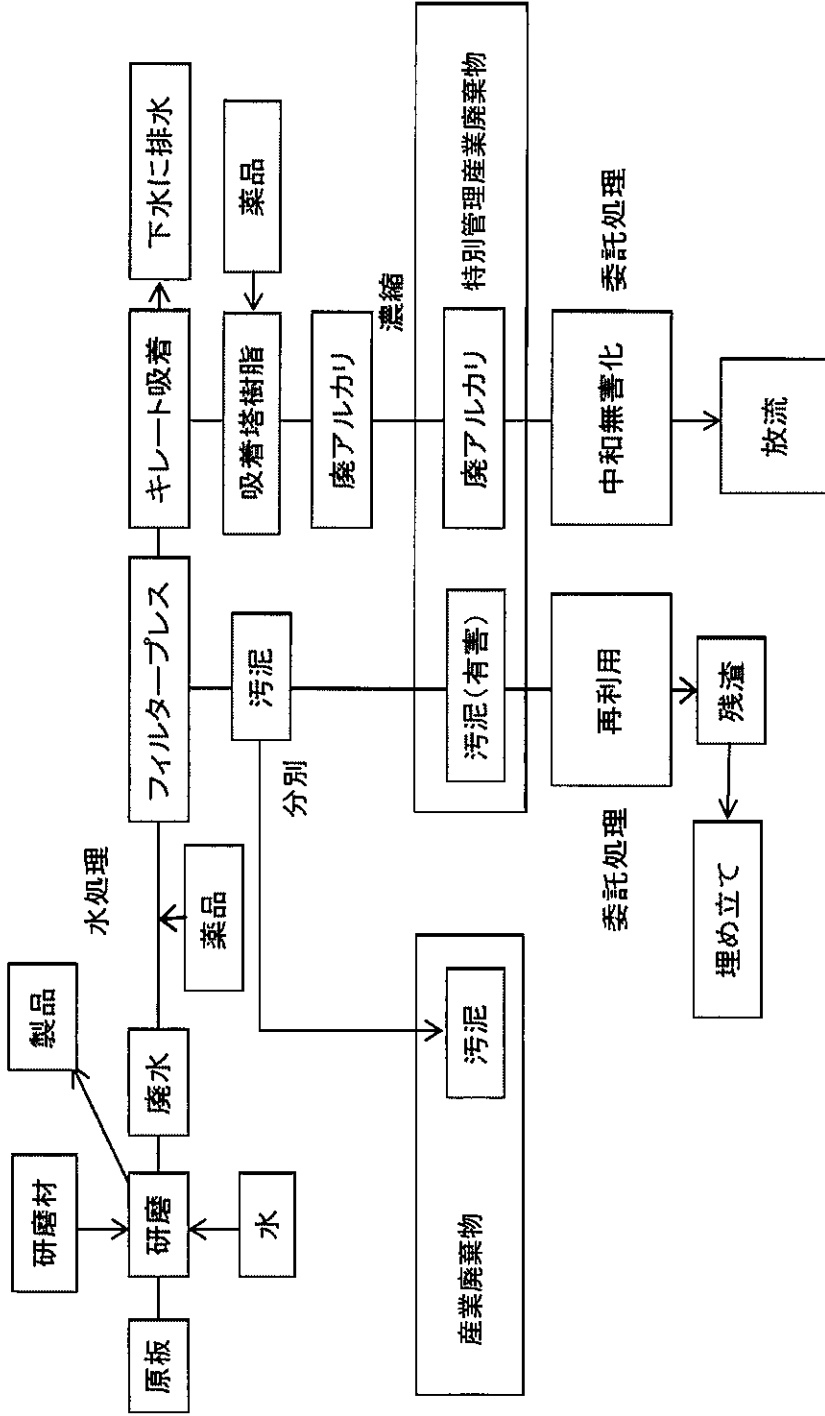 原板
研磨材
研磨
水
製品
廃水
水処理
薬品
フィルタープレス
キレート吸着
下水に排水
汚泥
分別
吸着塔樹脂
薬品
廃アルカリ
濃縮
産業廃棄物
汚泥
汚泥(有害)
廃アルカリ
特別管理産業廃棄物
委託処理
再利用
中和無害化
委託処理
埋め立て
残渣
放流